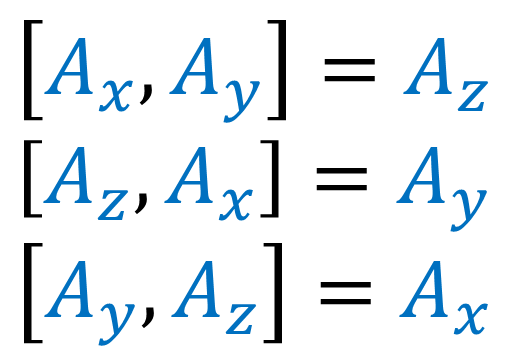 [A_x, A_y] = A_z
[A_z, A_x] = A_y
[A_y, A_z] = A_x